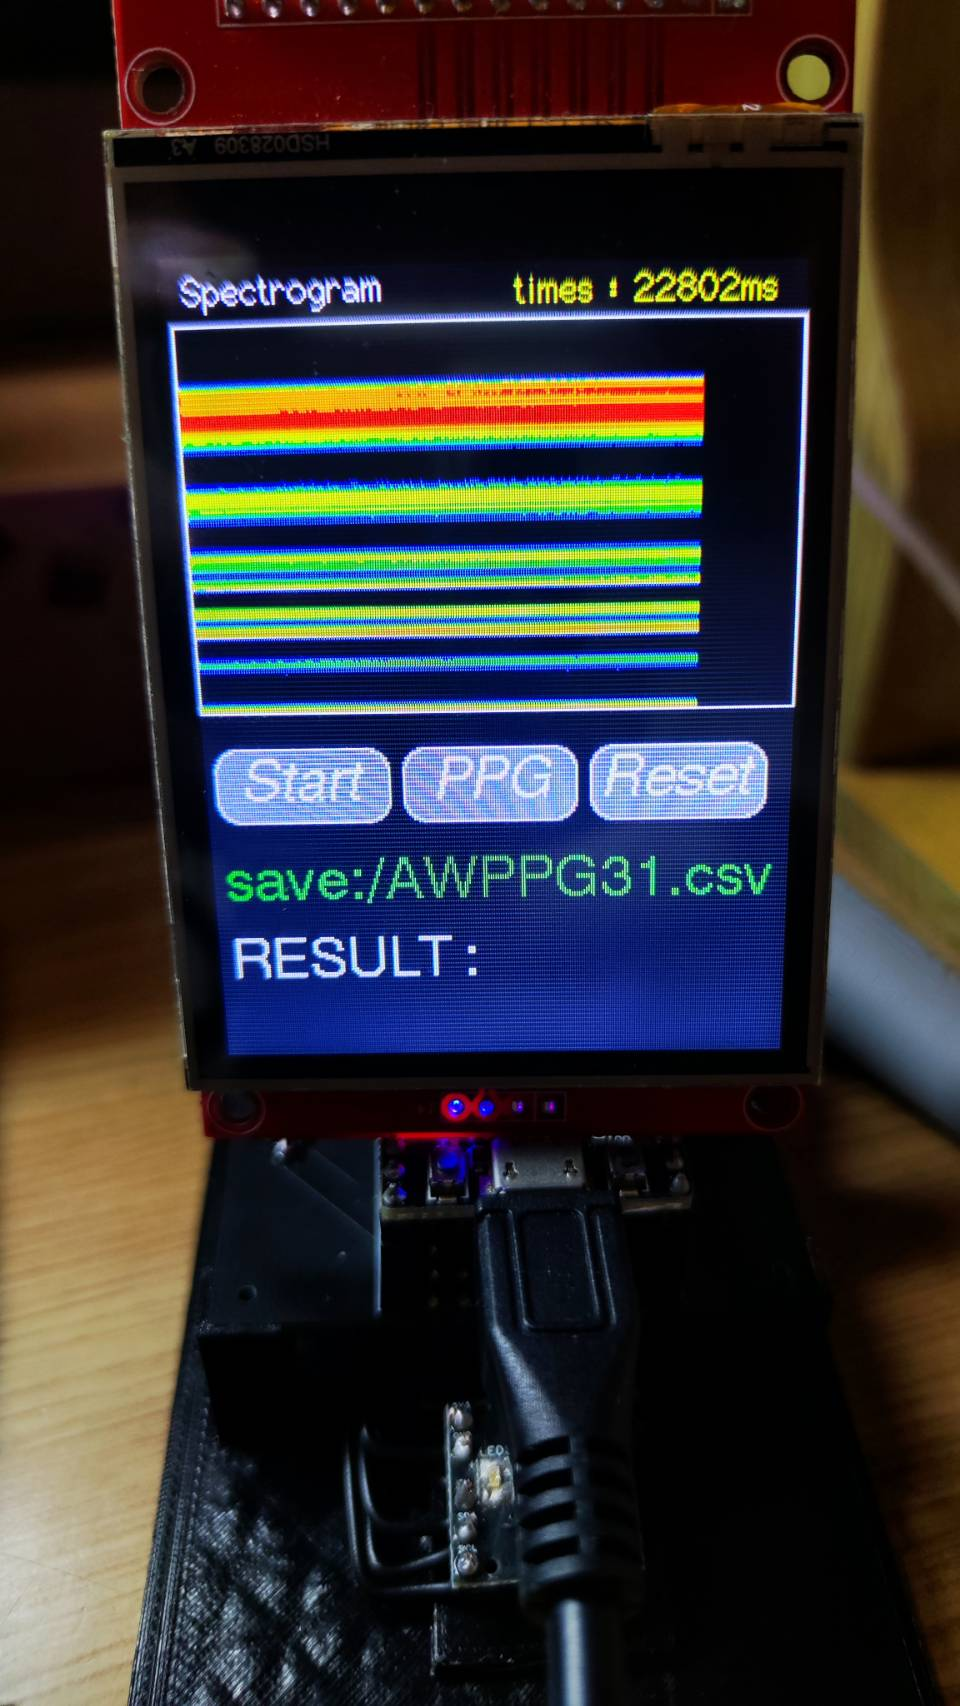 HSD028309 A3
Spectrogram times : 22802ms
Start PPG Reset
save:/AWPPG31.csv
RESULT: